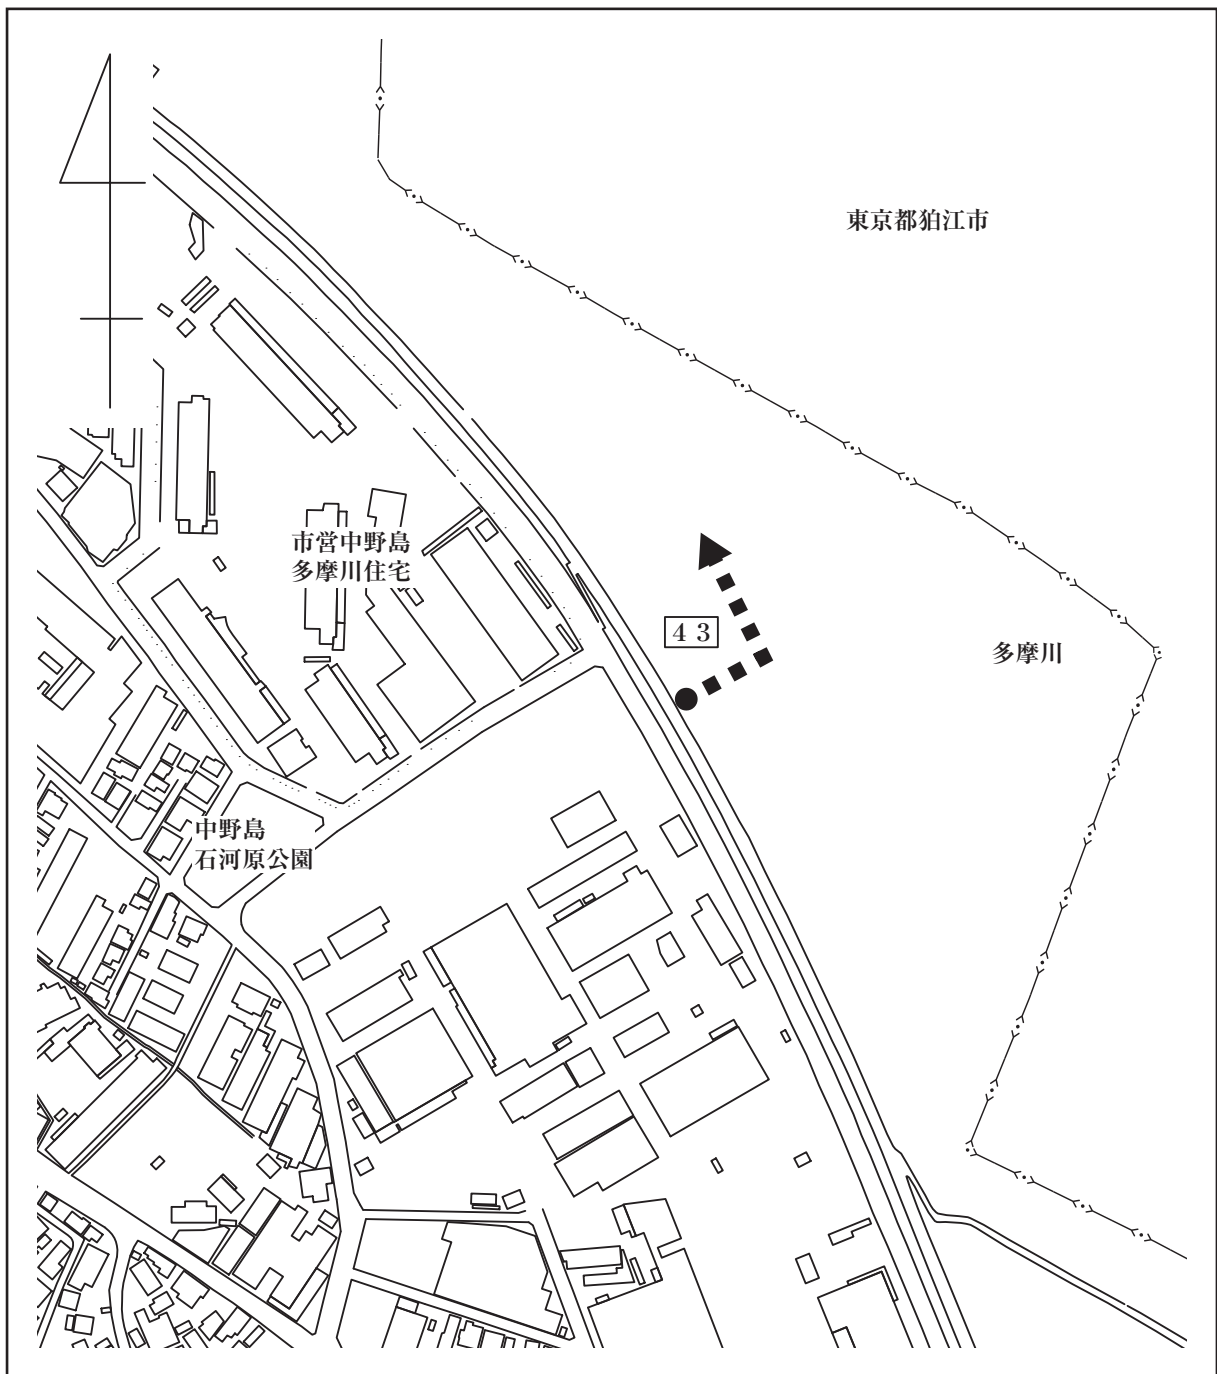 東京都狛江市
市営中野島
多摩川住宅
４３
多摩川
中野島
石河原公園